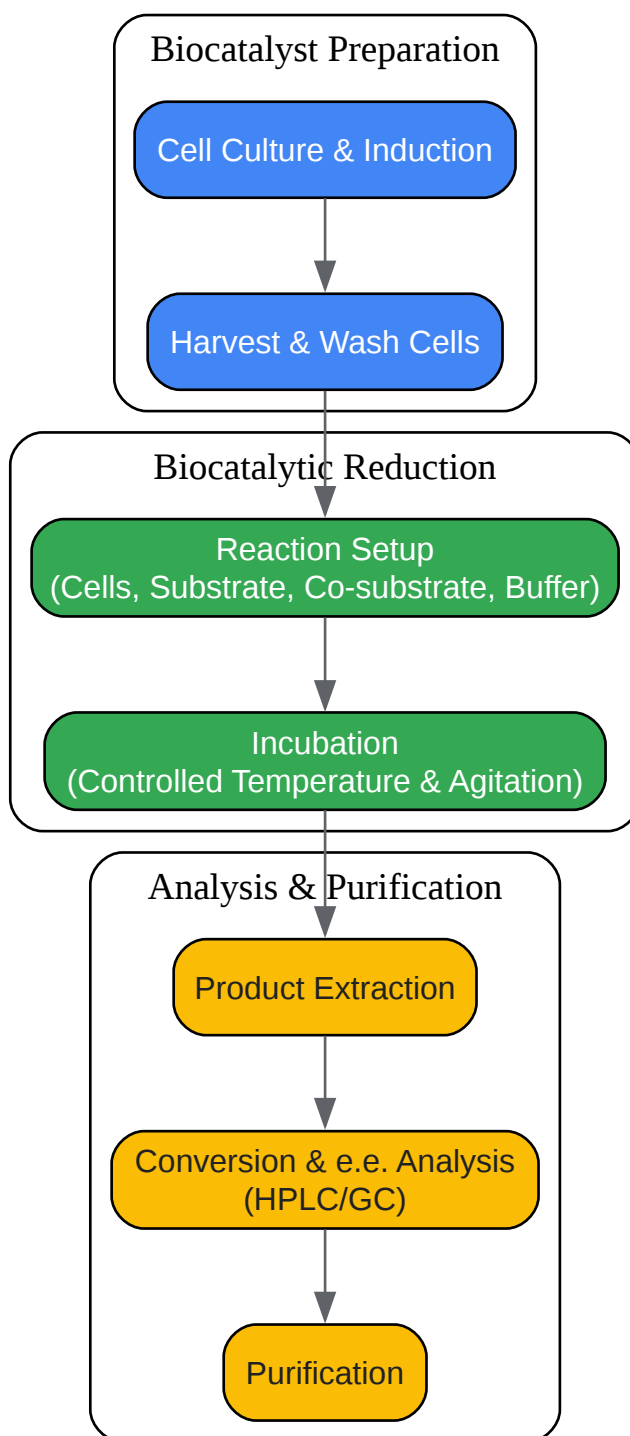 Biocatalyst Preparation
Cell Culture & Induction
Harvest & Wash Cells
Biocatalytic Reduction
Reaction Setup
(Cells, Substrate, Co-substrate, Buffer)
Incubation
(Controlled Temperature & Agitation)
Analysis & Purification
Product Extraction
Conversion & e.e. Analysis
(HPLC/GC)
Purification